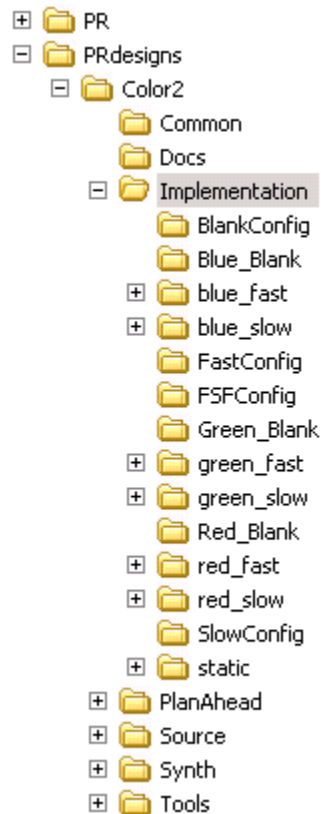 PR
PRdesigns
Color2
Common
Docs
Implementation
BlankConfig
Blue_Blank
blue_fast
blue_slow
FastConfig
FSFConfig
Green_Blank
green_fast
green_slow
Red_Blank
red_fast
red_slow
SlowConfig
static
PlanAhead
Source
Synth
Tools